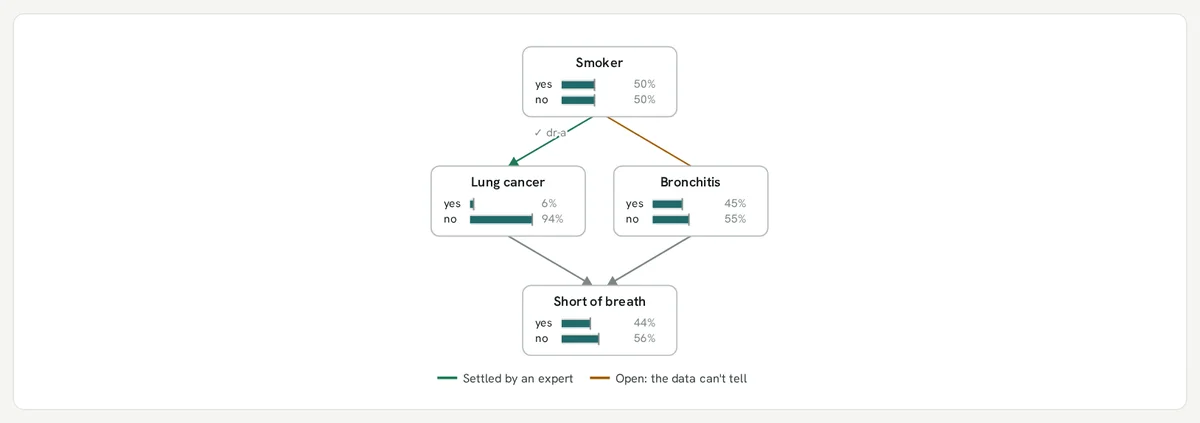 Smoker
yes 50%
no 50%
✓ dr-a
Lung cancer
yes 6%
no 94%
Bronchitis
yes 45%
no 55%
Short of breath
yes 44%
no 56%
Settled by an expert
Open: the data can't tell